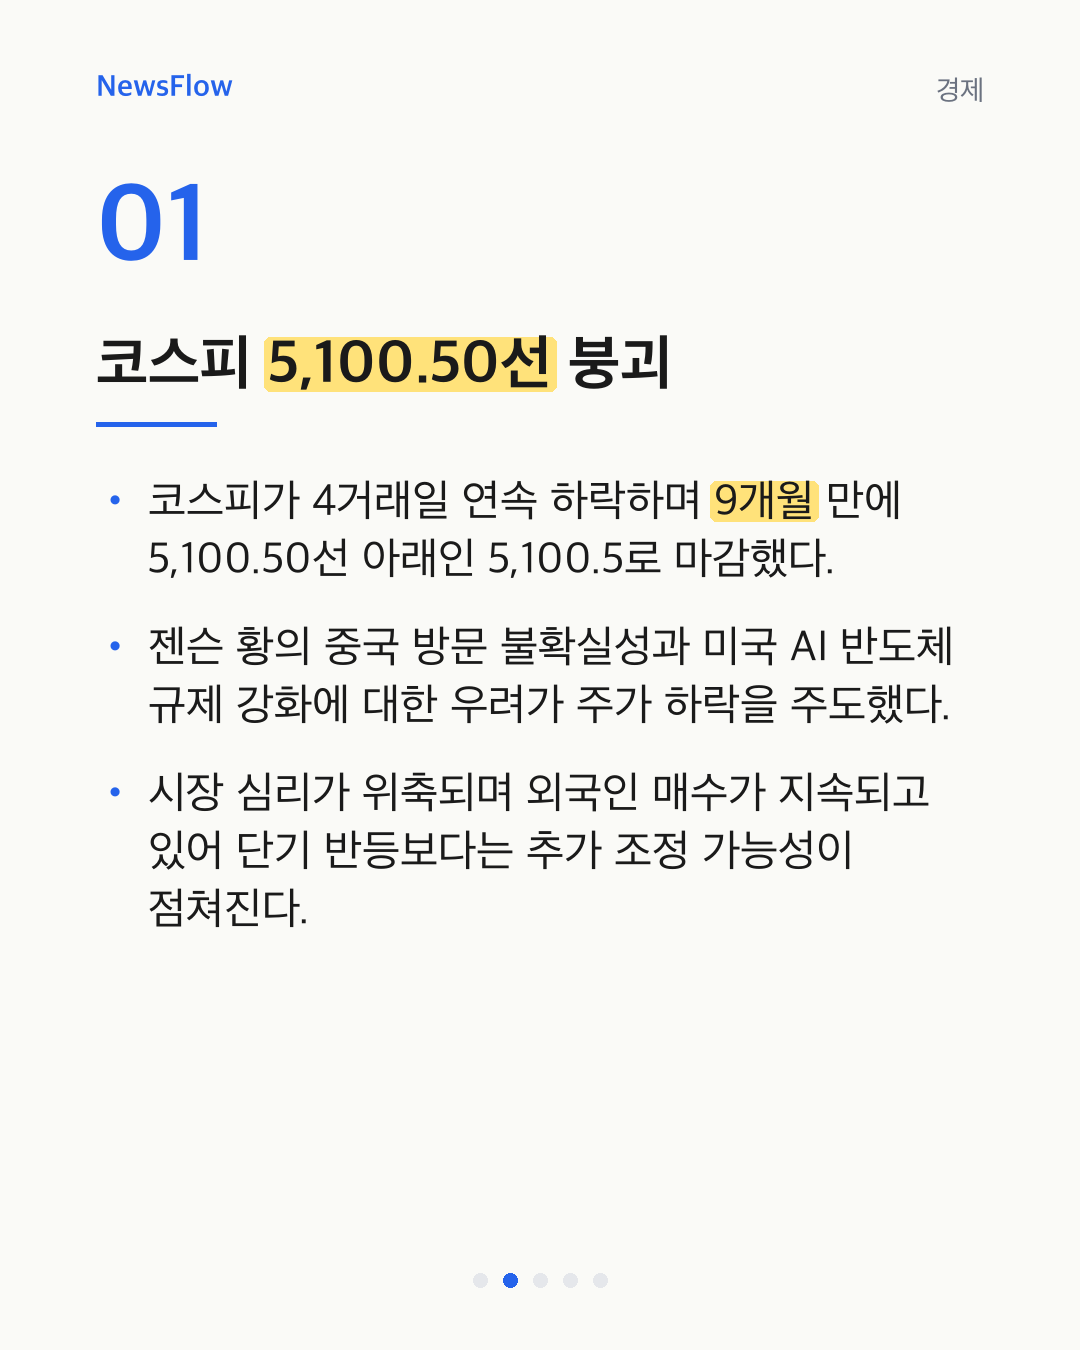 NewsFlow
경제
01
코스피 5,100.50선 붕괴
• 코스피가 4거래일 연속 하락하며 9개월 만에
5,100.50선 아래인 5,100.5로 마감했다.
• 젠슨 황의 중국 방문 불확실성과 미국 AI 반도체
규제 강화에 대한 우려가 주가 하락을 주도했다.
• 시장 심리가 위축되며 외국인 매수가 지속되고
있어 단기 반등보다는 추가 조정 가능성이
점쳐진다.